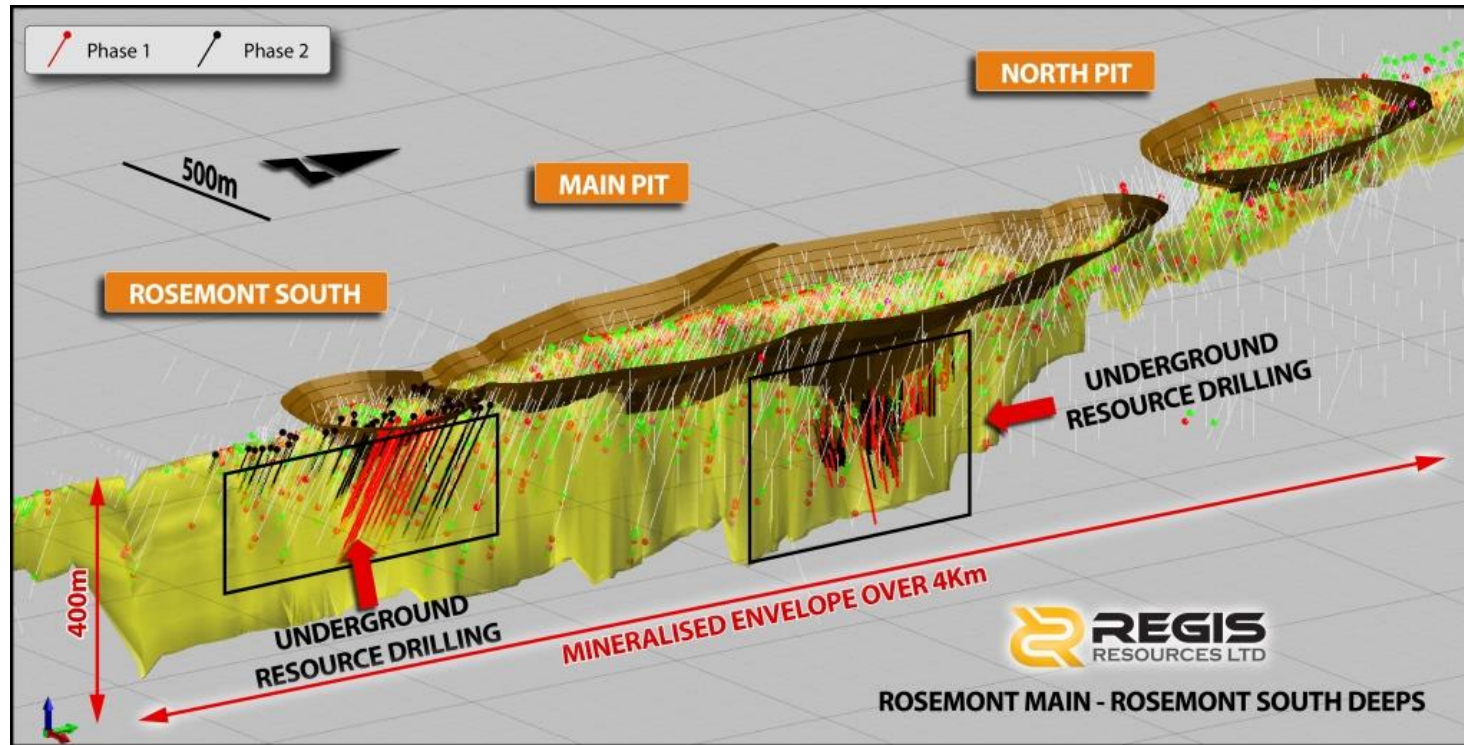 Phase 1
Phase 2
NORTH PIT
500m
MAIN PIT
ROSEMONT SOUTH
UNDERGROUND
RESOURCE DRILLING
400m
UNDERGROUND
RESOURCE DRILLING
MINERALISED ENVELOPE OVER 4Km
REGIS
RESOURCES LTD
ROSEMONT MAIN - ROSEMONT SOUTH DEEPS